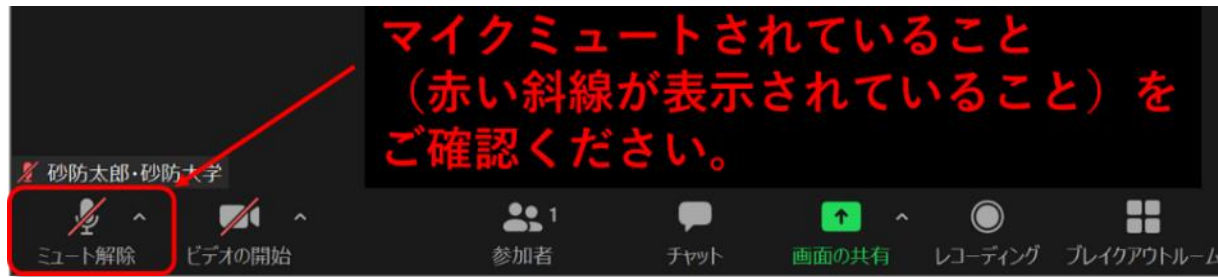 マイクミュートされていること
（赤い斜線が表示されていること）を
ご確認ください。
砂防太郎・砂防大学
ミュート解除 ビデオの開始 1 参加者 チャット 画面の共有 レコーディング ブレイクアウトルーム